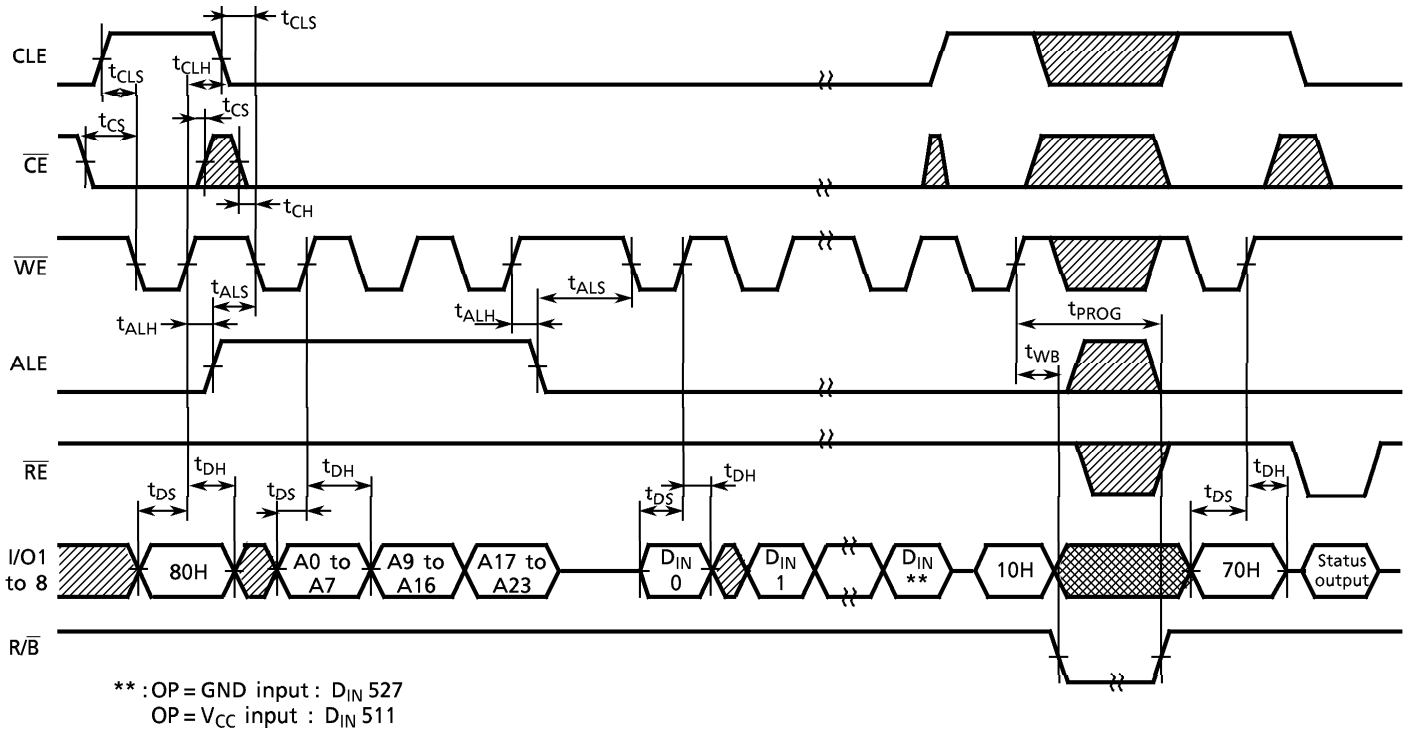 tCLS
CLE
tCLS
tCLH
tCS
tCS
CE
tCH
WE
tALS
tALS
tALH
tALH
tPROG
ALE
tWB
RE
tDH
tDH
tDH
tDH
tDS
tDS
tDS
tDS
I/O1
to 8
80H
A0 to
A7
A9 to
A16
A17 to
A23
DIN
0
DIN
1
DIN
**
10H
70H
Status
output
R/B
** : OP = GND input : DIN 527
OP = VCC input : DIN 511